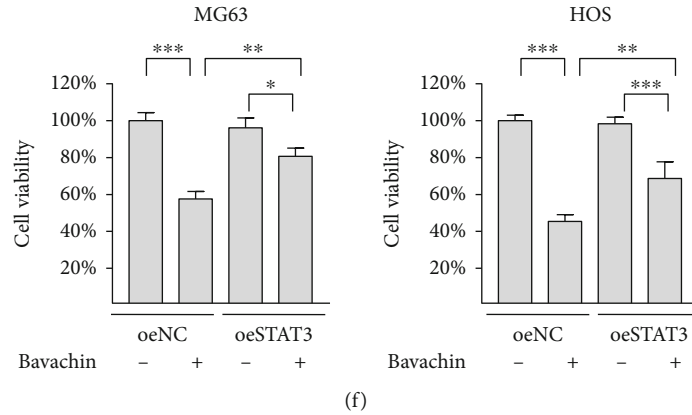 MG63
HOS
*** **
*** **
*
***
120%
100%
80%
60%
40%
20%
Cell viability
120%
100%
80%
60%
40%
20%
Cell viability
oeNC oeSTAT3
oeNC oeSTAT3
Bavachin – + – +
Bavachin – + – +
(f)